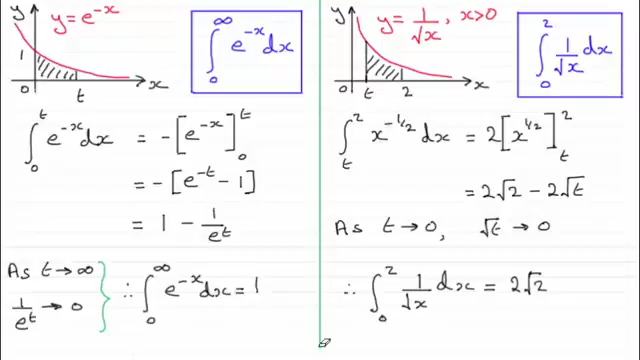 y
y = e^{-x}
∫_0^∞ e^{-x} dx
1
0 t x
∫_0^t e^{-x} dx = -[e^{-x}]_0^t
= -[e^{-t} - 1]
= 1 - 1/e^t
As t → ∞
1/e^t → 0
∴ ∫_0^∞ e^{-x} dx = 1
y
y = 1/√x, x>0
∫_0^2 1/√x dx
0 t 2 x
∫_t^2 x^{-1/2} dx = 2[x^{1/2}]_t^2
= 2√2 - 2√t
As t → 0, √t → 0
∴ ∫_0^2 1/√x dx = 2√2